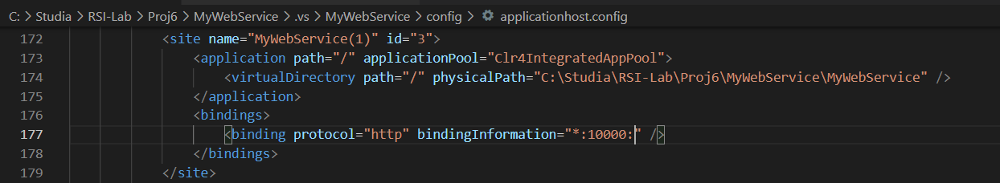 C: > Studia > RSI-Lab > Proj6 > MyWebService > .vs > MyWebService > config > applicationhost.config
172 <site name="MyWebService(1)" id="3">
173 <application path="/" applicationPool="Clr4IntegratedAppPool">
174 <virtualDirectory path="/" physicalPath="C:\Studia\RSI-Lab\Proj6\MyWebService\MyWebService" />
175 </application>
176 <bindings>
177 <binding protocol="http" bindingInformation="*:10000:" />
178 </bindings>
179 </site>